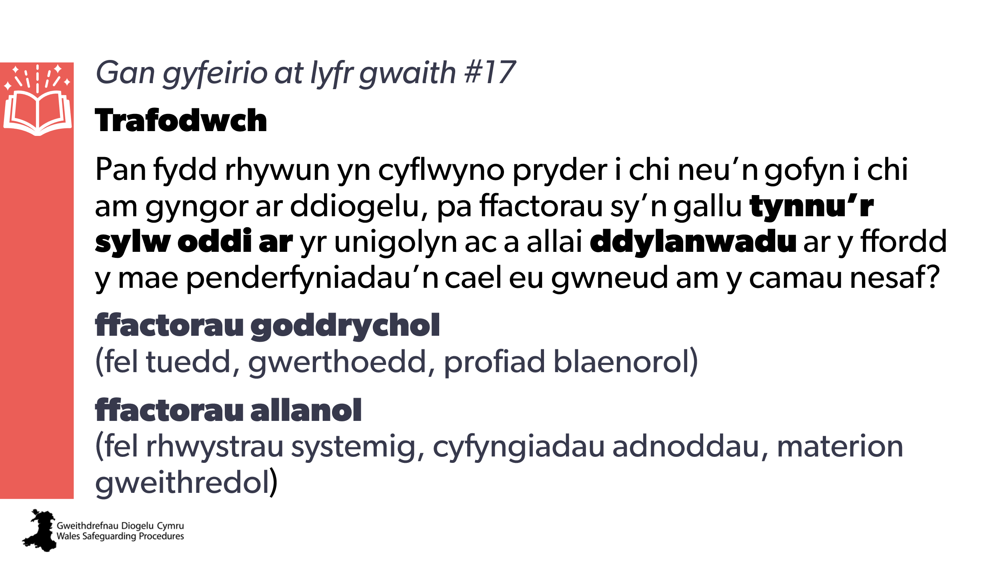 Gan gyfeirio at lyfr gwaith #17
Trafodwch
Pan fydd rhywun yn cyflwyno pryder i chi neu’n gofyn i chi
am gyngor ar ddiogelu, pa ffactorau sy’n gallu tynnu’r
sylw oddi ar yr unigolyn ac a allai ddylanwadu ar y ffordd
y mae penderfyniadau’n cael eu gwneud am y camau nesaf?
ffactorau goddrychol
(fel tuedd, gwerthoedd, profiad blaenorol)
ffactorau allanol
(fel rhwystrau systemig, cyfyngiadau adnoddau, materion
gweithredol)
Gweithdrefnau Diogelu Cymru
Wales Safeguarding Procedures